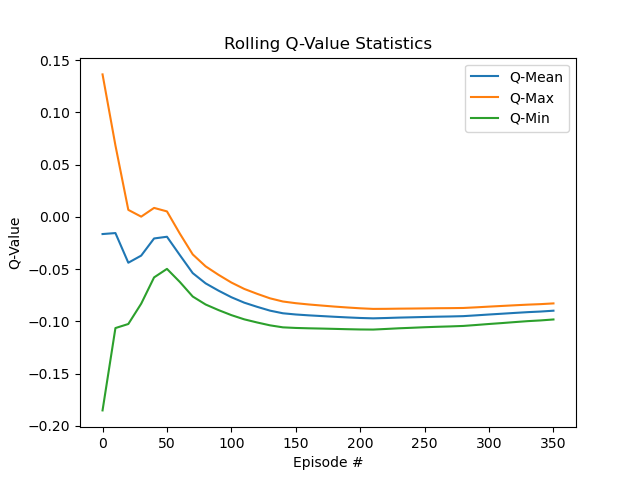 Rolling Q-Value Statistics
Q-Mean
Q-Max
Q-Min
0.15
0.10
0.05
0.00
−0.05
−0.10
−0.15
−0.20
Q-Value
0 50 100 150 200 250 300 350
Episode #